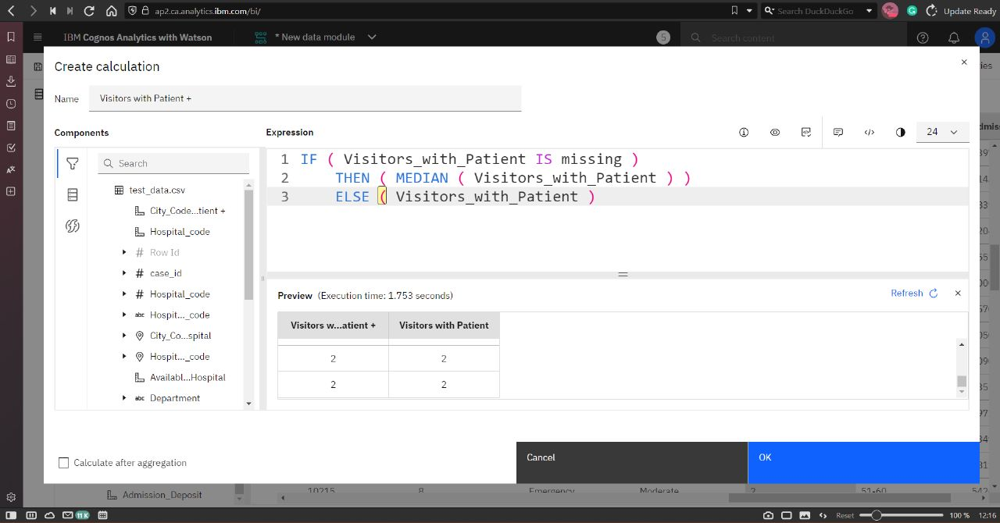 ap2.ca.analytics.ibm.com/bi/
Search DuckDuckGo
Update Ready
IBM Cognos Analytics with Watson
* New data module
5
Search content
Create calculation
Name
Visitors with Patient +
Components
Expression
24
Search
test_data.csv
City_Code...tient +
Hospital_code
# Row Id
# case_id
# Hospital_code
abc Hospit..._code
City_Co...spital
Hospit..._code
Availabl...Hospital
abc Department
1 IF ( Visitors_with_Patient IS missing )
2 THEN ( MEDIAN ( Visitors_with_Patient ) )
3 ELSE ( Visitors_with_Patient )
Preview (Execution time: 1.753 seconds)
Refresh
Visitors w...atient + Visitors with Patient
2 2
2 2
Calculate after aggregation
Cancel
OK
Admission_Deposit
10215 8 Emergency Moderate 2 51-60
11K
Reset
100 %
12:16